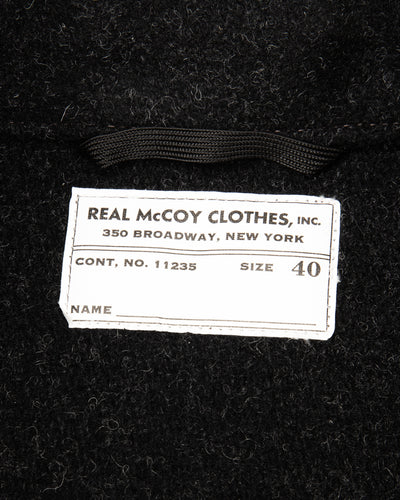 REAL McCOY CLOTHES, INC.
350 BROADWAY, NEW YORK
CONT, NO. 11235 SIZE 40
NAME